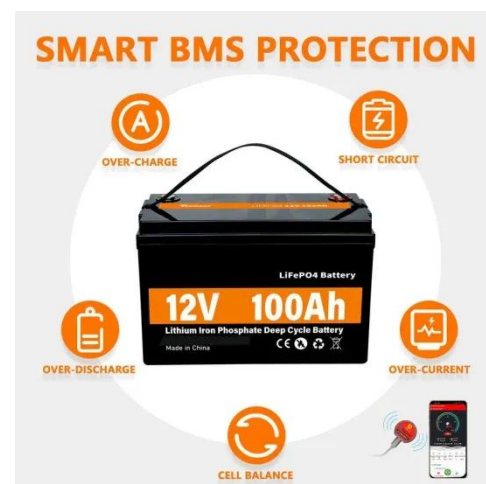 SMART BMS PROTECTION
A
OVER-CHARGE
SHORT CIRCUIT
LiFePO4 Battery
12V 100Ah
Lithium Iron Phosphate Deep Cycle Battery
Made in China
CE
OVER-DISCHARGE
OVER-CURRENT
CELL BALANCE